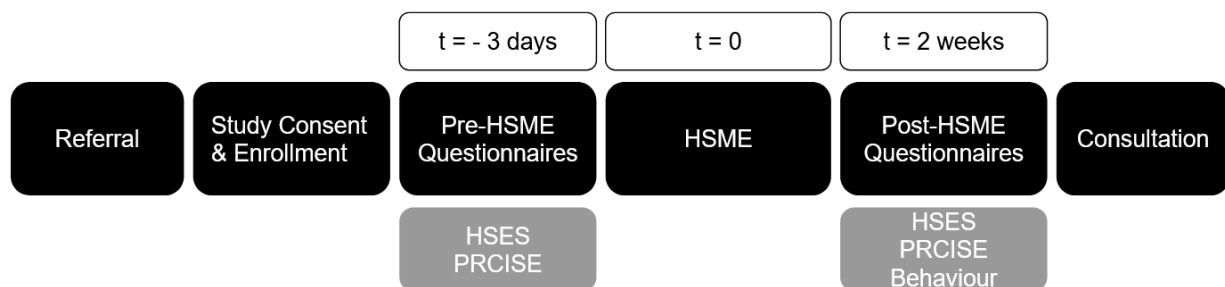 t = - 3 days
t = 0
t = 2 weeks
Referral
Study Consent
& Enrollment
Pre-HSME
Questionnaires
HSME
Post-HSME
Questionnaires
Consultation
HSES
PRCISE
HSES
PRCISE
Behaviour